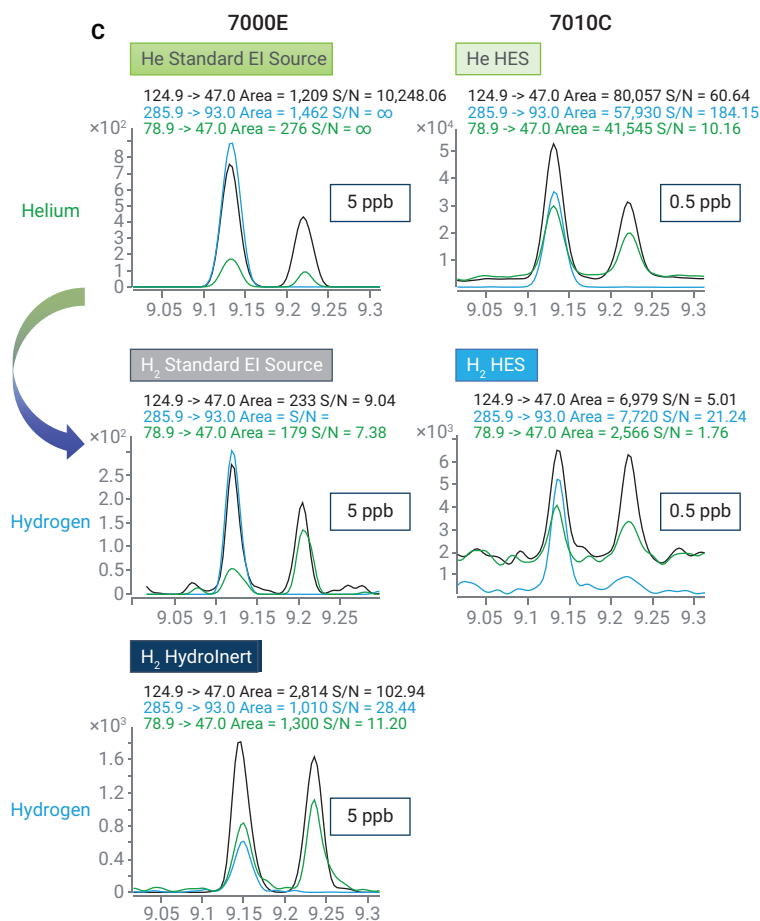 C
7000E
7010C
He Standard EI Source
He HES
124.9 -> 47.0 Area = 1,209 S/N = 10,248.06
285.9 -> 93.0 Area = 1,462 S/N = ∞
78.9 -> 47.0 Area = 276 S/N = ∞
×10²
8
7
6
5
4
3
2
1
0
5 ppb
Helium
9.05 9.1 9.15 9.2 9.25 9.3
124.9 -> 47.0 Area = 80,057 S/N = 60.64
285.9 -> 93.0 Area = 57,930 S/N = 184.15
78.9 -> 47.0 Area = 41,545 S/N = 10.16
×10⁴
5
4
3
2
1
0.5 ppb
9.05 9.10 9.15 9.20 9.25 9.3
H₂ Standard EI Source
H₂ HES
124.9 -> 47.0 Area = 233 S/N = 9.04
285.9 -> 93.0 Area = S/N =
78.9 -> 47.0 Area = 179 S/N = 7.38
×10²
2.5
2.0
1.5
1.0
0.5
0
5 ppb
Hydrogen
9.05 9.1 9.15 9.2 9.25
124.9 -> 47.0 Area = 6,979 S/N = 5.01
285.9 -> 93.0 Area = 7,720 S/N = 21.24
78.9 -> 47.0 Area = 2,566 S/N = 1.76
×10³
6
5
4
3
2
1
0.5 ppb
9.05 9.10 9.15 9.20 9.25 9.3
H₂ HydroInert
124.9 -> 47.0 Area = 2,814 S/N = 102.94
285.9 -> 93.0 Area = 1,010 S/N = 28.44
78.9 -> 47.0 Area = 1,300 S/N = 11.20
×10³
1.6
1.2
0.8
0.4
0
5 ppb
Hydrogen
9.05 9.1 9.15 9.2 9.25 9.3